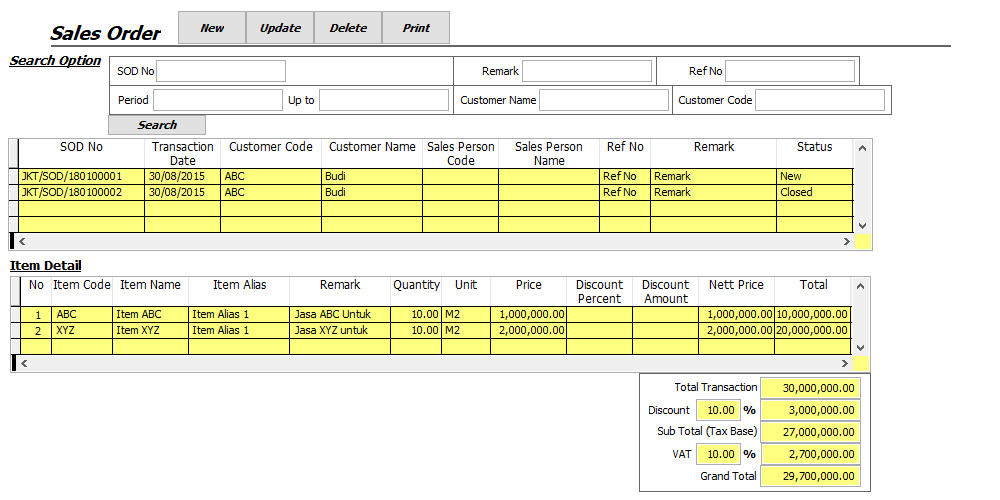 Sales Order New Update Delete Print
Search Option
SOD No Remark Ref No
Period Up to Customer Name Customer Code
Search
SOD No Transaction Date Customer Code Customer Name Sales Person Code Sales Person Name Ref No Remark Status
JKT/SOD/180100001 30/08/2015 ABC Budi Ref No Remark New
JKT/SOD/180100002 30/08/2015 ABC Budi Ref No Remark Closed
Item Detail
No Item Code Item Name Item Alias Remark Quantity Unit Price Discount Percent Discount Amount Nett Price Total
1 ABC Item ABC Item Alias 1 Jasa ABC Untuk 10.00 M2 1,000,000.00 1,000,000.00 10,000,000.00
2 XYZ Item XYZ Item Alias 1 Jasa XYZ untuk 10.00 M2 2,000,000.00 2,000,000.00 20,000,000.00
Total Transaction 30,000,000.00
Discount 10.00 % 3,000,000.00
Sub Total (Tax Base) 27,000,000.00
VAT 10.00 % 2,700,000.00
Grand Total 29,700,000.00